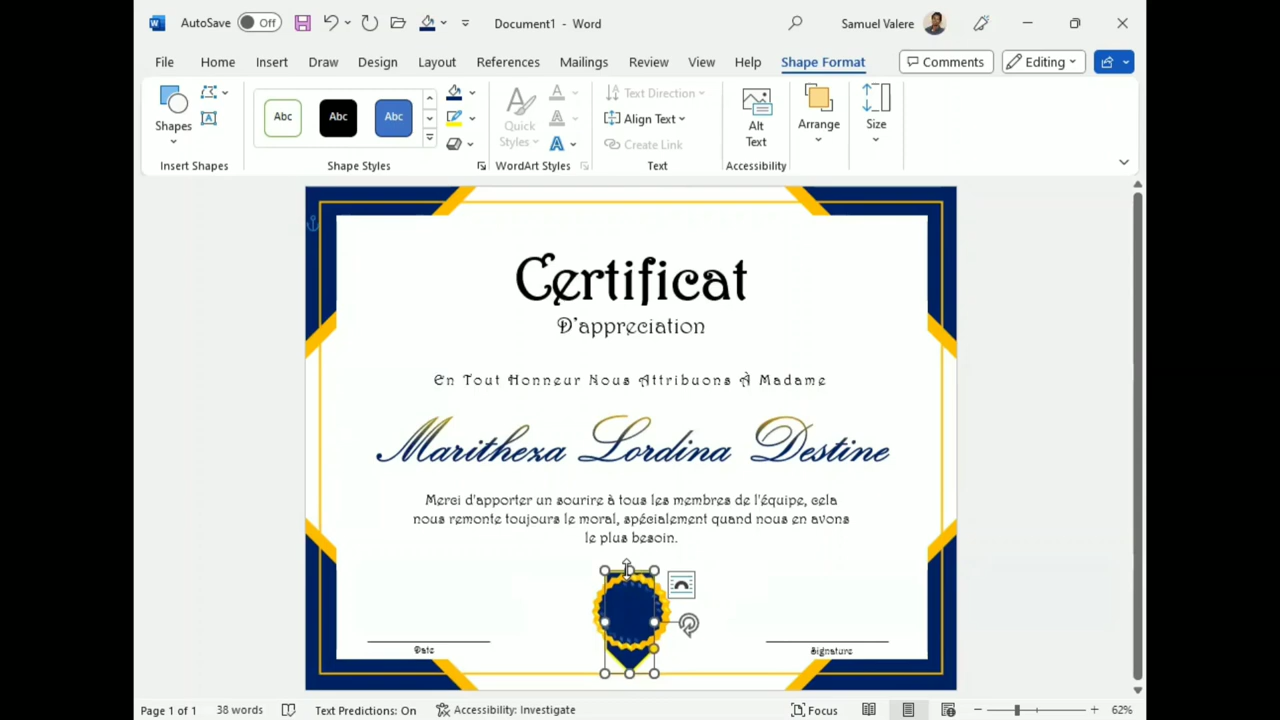 AutoSave Off Document1 - Word Samuel Valere
File Home Insert Draw Design Layout References Mailings Review View Help Shape Format Comments Editing
Shapes
Insert Shapes
Abc Abc Abc
Shape Styles
Quick Styles
WordArt Styles
Text Direction
Align Text
Create Link
Text
Alt Text
Accessibility
Arrange
Size
Certificat
D'appreciation
En Tout Honneur Nous Attribuons À Madame
Maritheza Lordina Destine
Merci d'apporter un sourire à tous les membres de l'équipe, cela
nous remonte toujours le moral, spécialement quand nous en avons
le plus besoin.
Date
Signature
Page 1 of 1 38 words Text Predictions: On Accessibility: Investigate Focus 62%